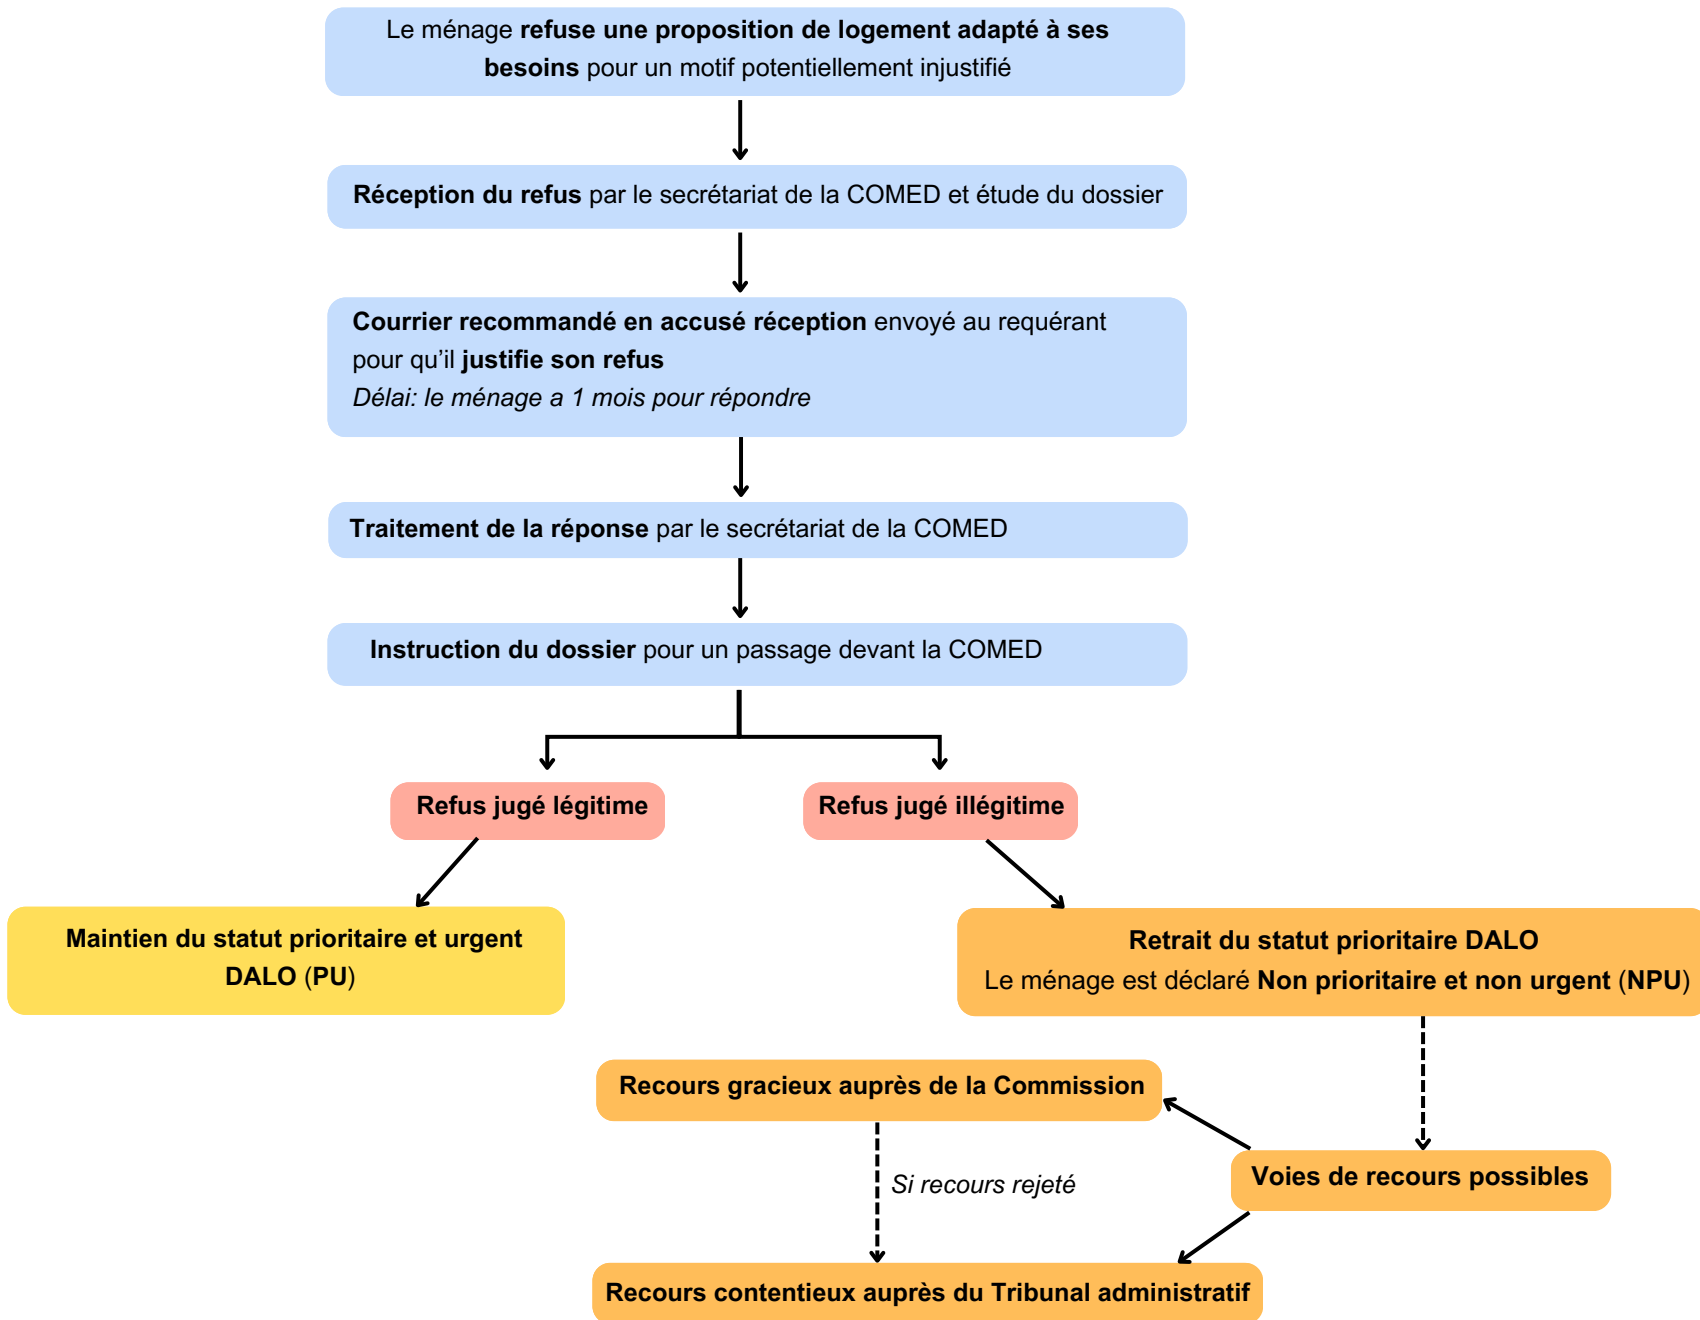 Le ménage refuse une proposition de logement adapté à ses
besoins pour un motif potentiellement injustifié
Réception du refus par le secrétariat de la COMED et étude du dossier
Courrier recommandé en accusé réception envoyé au requérant
pour qu'il justifie son refus
Délai: le ménage a 1 mois pour répondre
Traitement de la réponse par le secrétariat de la COMED
Instruction du dossier pour un passage devant la COMED
Refus jugé légitime
Refus jugé illégitime
Maintien du statut prioritaire et urgent
DALO (PU)
Retrait du statut prioritaire DALO
Le ménage est déclaré Non prioritaire et non urgent (NPU)
Recours gracieux auprès de la Commission
Voies de recours possibles
Si recours rejeté
Recours contentieux auprès du Tribunal administratif